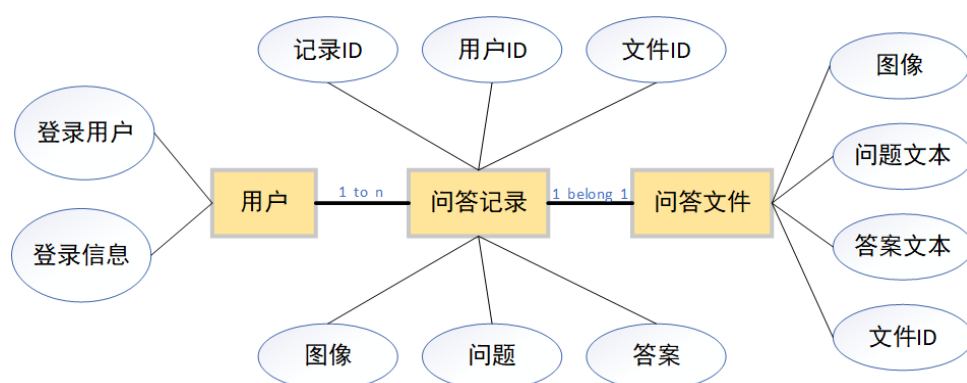 记录ID
用户ID
文件ID
图像
登录用户
问题文本
用户
1 to n
问答记录
1 belong 1
问答文件
登录信息
答案文本
图像
问题
答案
文件ID